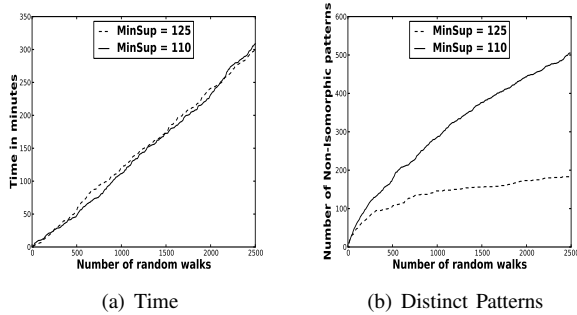 350
300
250
200
150
100
50
0
Time in minutes
MinSup = 125
MinSup = 110
0 500 1000 1500 2000 2500
Number of random walks
(a) Time
600
500
400
300
200
100
0
Number of Non-Isomorphic patterns
MinSup = 125
MinSup = 110
0 500 1000 1500 2000 2500
Number of random walks
(b) Distinct Patterns